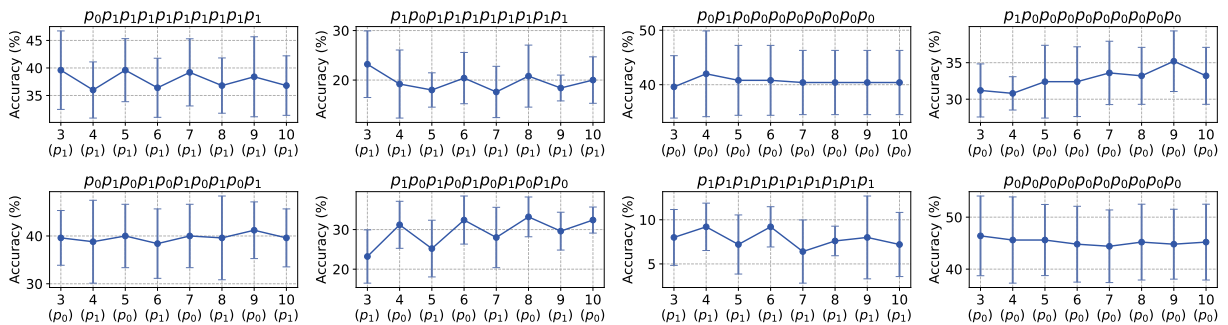 p₀p₁p₁p₁p₁p₁p₁p₁p₁p₁
Accuracy (%)
45
40
35
3 4 5 6 7 8 9 10
(p₁) (p₁) (p₁) (p₁) (p₁) (p₁) (p₁) (p₁)
p₁p₀p₁p₁p₁p₁p₁p₁p₁p₁
Accuracy (%)
30
20
3 4 5 6 7 8 9 10
(p₁) (p₁) (p₁) (p₁) (p₁) (p₁) (p₁) (p₁)
p₀p₁p₀p₀p₀p₀p₀p₀p₀p₀
Accuracy (%)
50
40
3 4 5 6 7 8 9 10
(p₀) (p₀) (p₀) (p₀) (p₀) (p₀) (p₀) (p₀)
p₁p₀p₀p₀p₀p₀p₀p₀p₀p₀
Accuracy (%)
35
30
3 4 5 6 7 8 9 10
(p₀) (p₀) (p₀) (p₀) (p₀) (p₀) (p₀) (p₀)
p₀p₁p₀p₁p₀p₁p₀p₁p₀p₁
Accuracy (%)
40
30
3 4 5 6 7 8 9 10
(p₀) (p₁) (p₀) (p₁) (p₀) (p₁) (p₀) (p₁)
p₁p₀p₁p₀p₁p₀p₁p₀p₁p₀
Accuracy (%)
30
20
3 4 5 6 7 8 9 10
(p₁) (p₀) (p₁) (p₀) (p₁) (p₀) (p₁) (p₀)
p₁p₁p₁p₁p₁p₁p₁p₁p₁p₁
Accuracy (%)
10
5
3 4 5 6 7 8 9 10
(p₁) (p₁) (p₁) (p₁) (p₁) (p₁) (p₁) (p₁)
p₀p₀p₀p₀p₀p₀p₀p₀p₀p₀
Accuracy (%)
50
40
3 4 5 6 7 8 9 10
(p₀) (p₀) (p₀) (p₀) (p₀) (p₀) (p₀) (p₀)